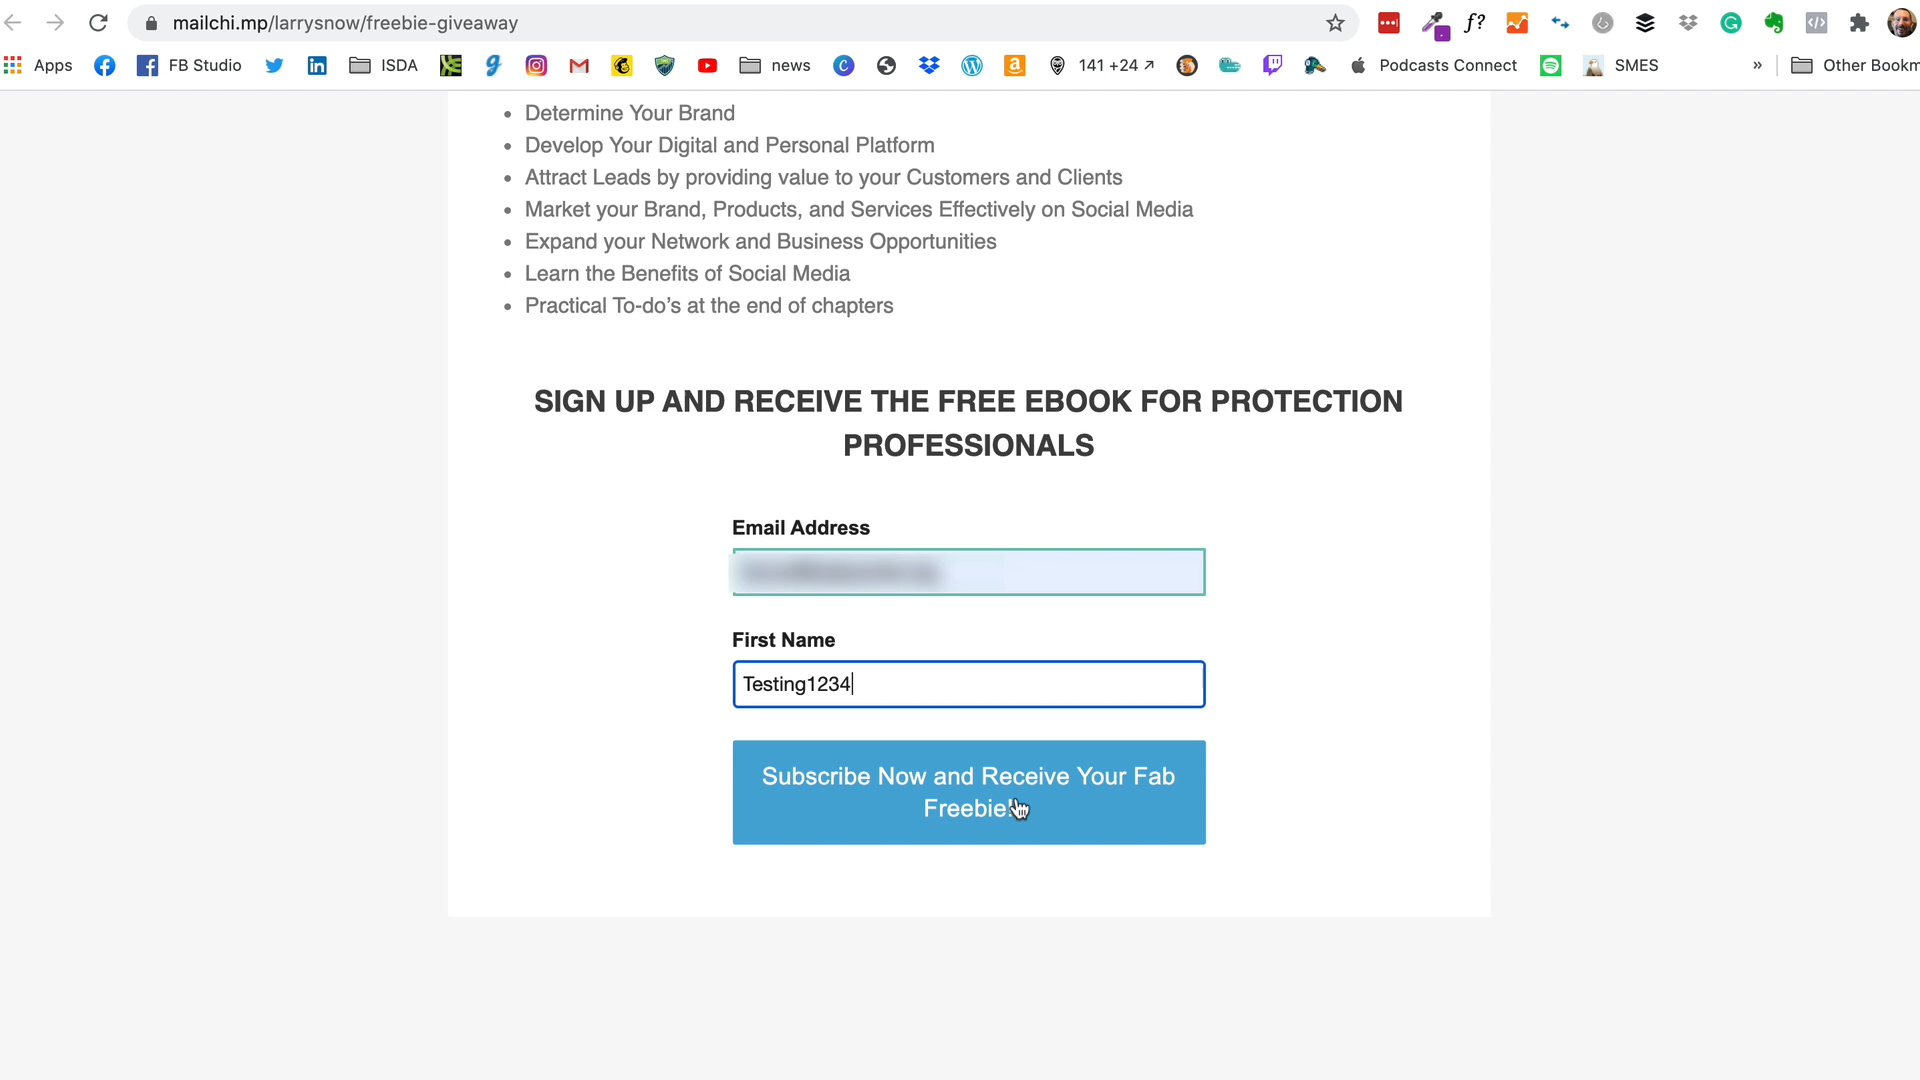 mailchi.mp/larrysnow/freebie-giveaway
f?
Apps
FB Studio
ISDA
news
141 +24 ↗
Podcasts Connect
SMES
»
Other Bookm
• Determine Your Brand
• Develop Your Digital and Personal Platform
• Attract Leads by providing value to your Customers and Clients
• Market your Brand, Products, and Services Effectively on Social Media
• Expand your Network and Business Opportunities
• Learn the Benefits of Social Media
• Practical To-do’s at the end of chapters
SIGN UP AND RECEIVE THE FREE EBOOK FOR PROTECTION
PROFESSIONALS
Email Address
First Name
Testing1234
Subscribe Now and Receive Your Fab
Freebie!